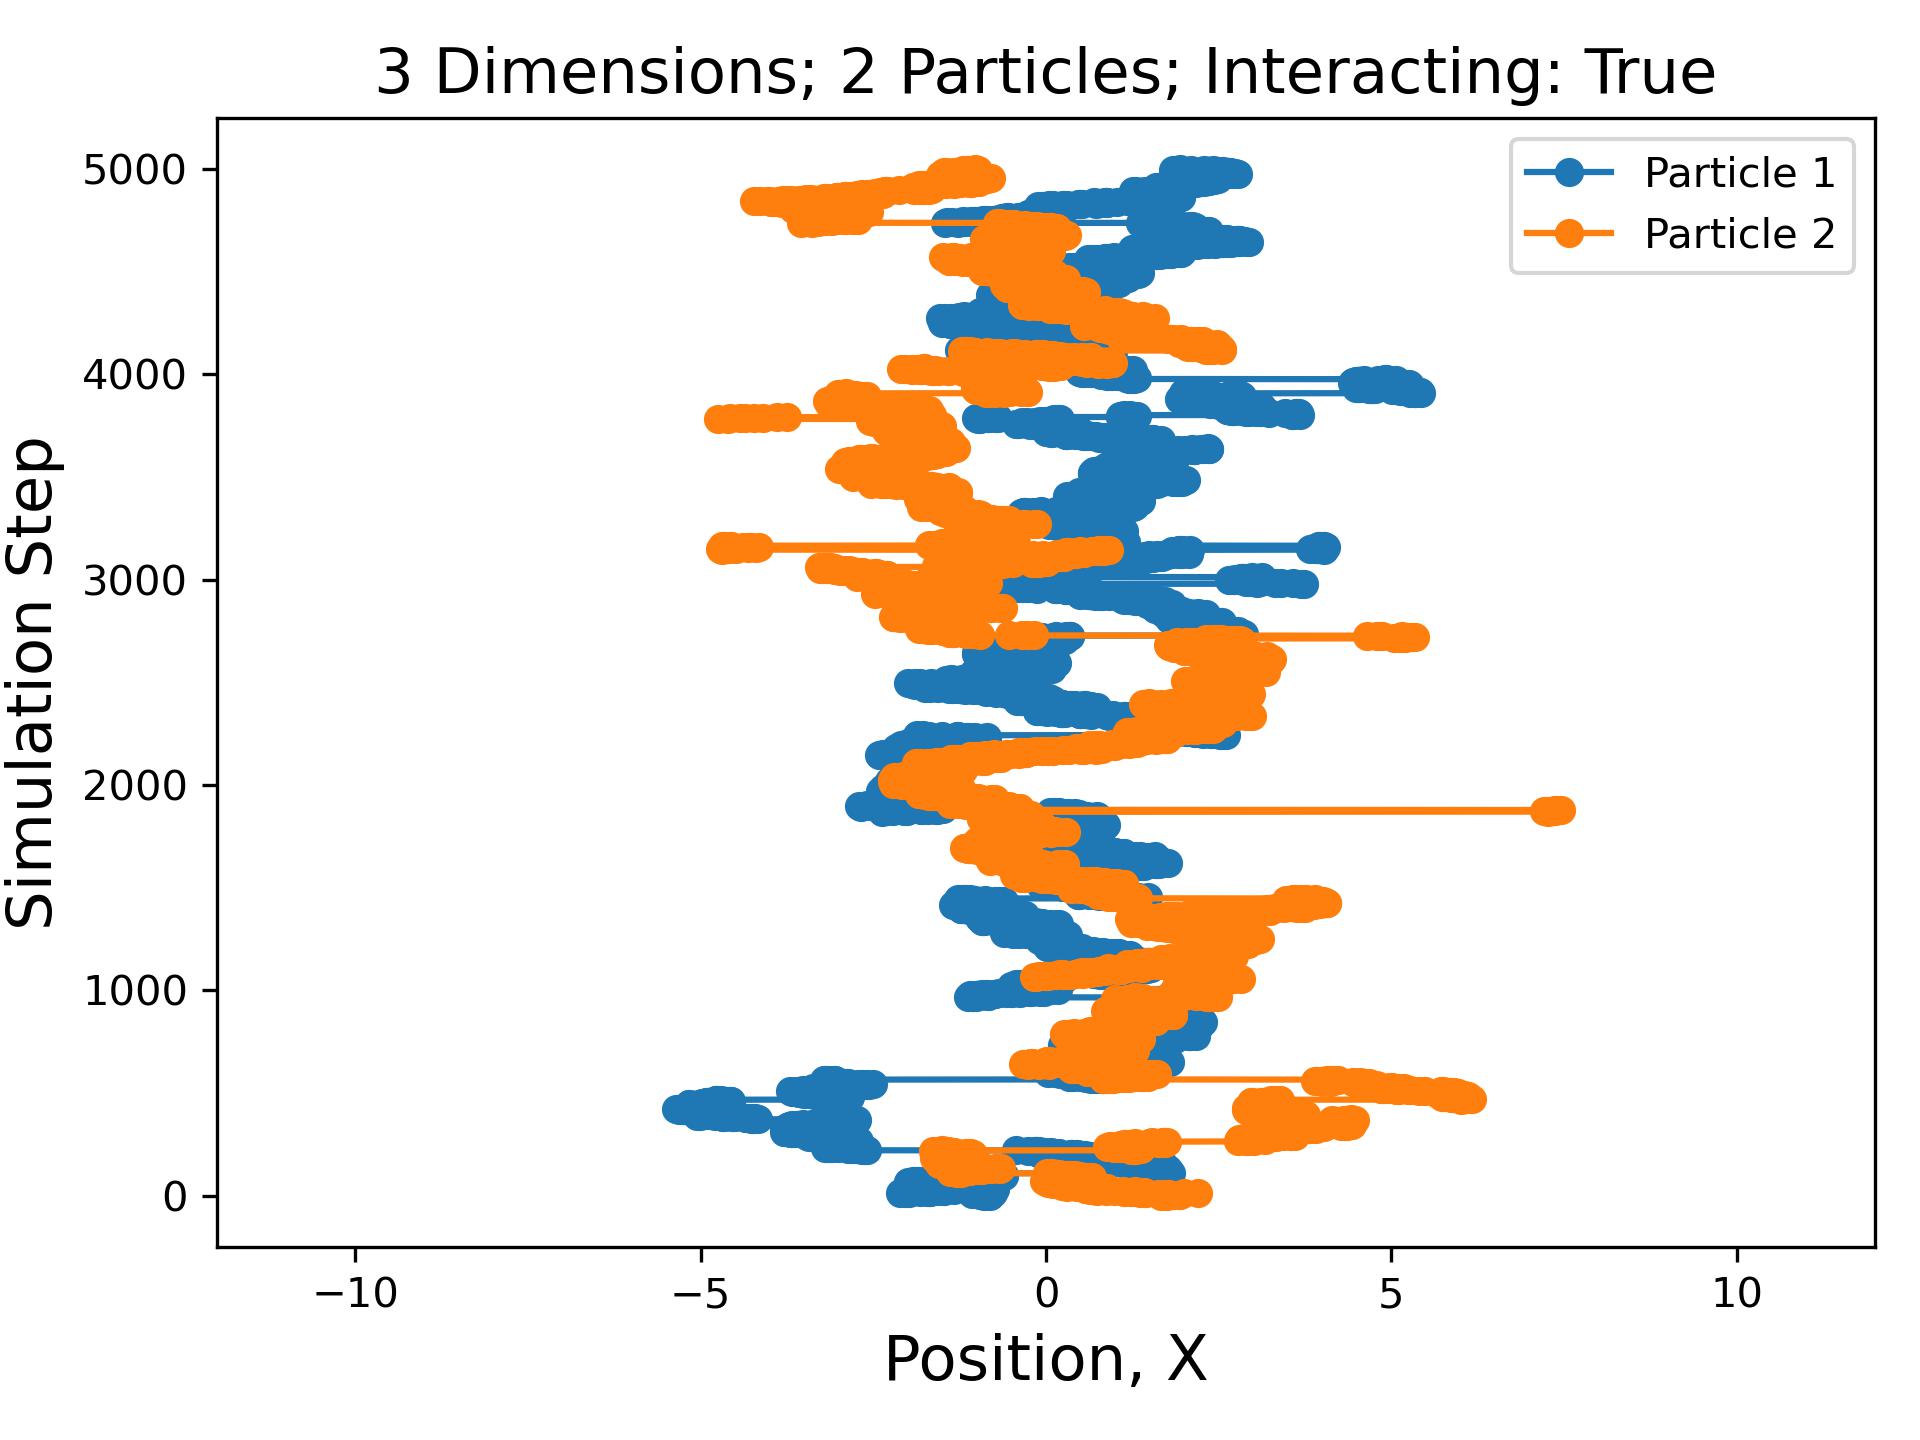 3 Dimensions; 2 Particles; Interacting: True
Particle 1
Particle 2
5000
4000
3000
2000
1000
0
Simulation Step
−10
−5
0
5
10
Position, X